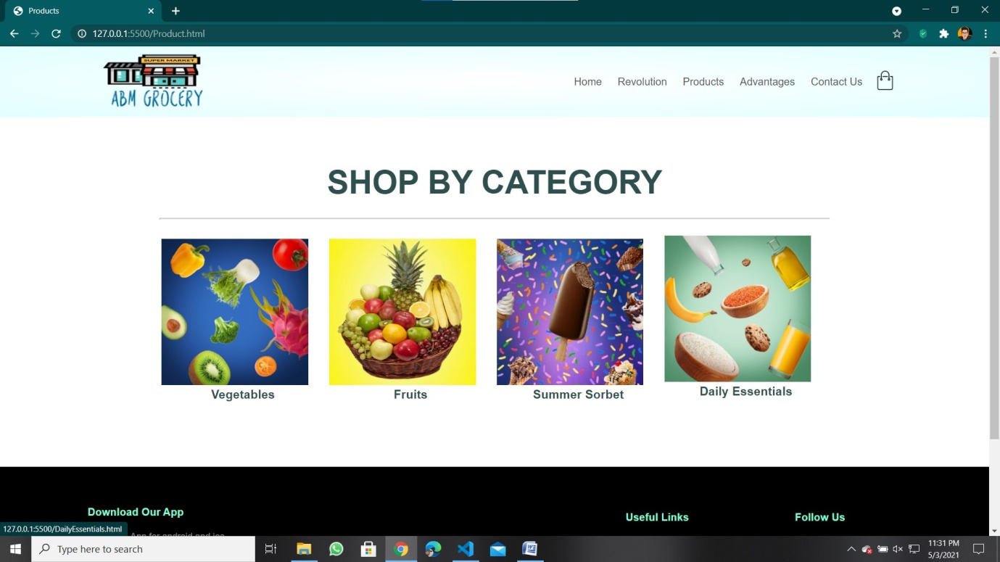 Products
127.0.0.1:5500/Product.html
SUPER MARKET
ABM GROCERY
Home Revolution Products Advantages Contact Us
SHOP BY CATEGORY
Vegetables Fruits Summer Sorbet Daily Essentials
Download Our App
Useful Links Follow Us
127.0.0.1:5500/DailyEssentials.html
App for android and ios
Type here to search
11:31 PM
5/3/2021